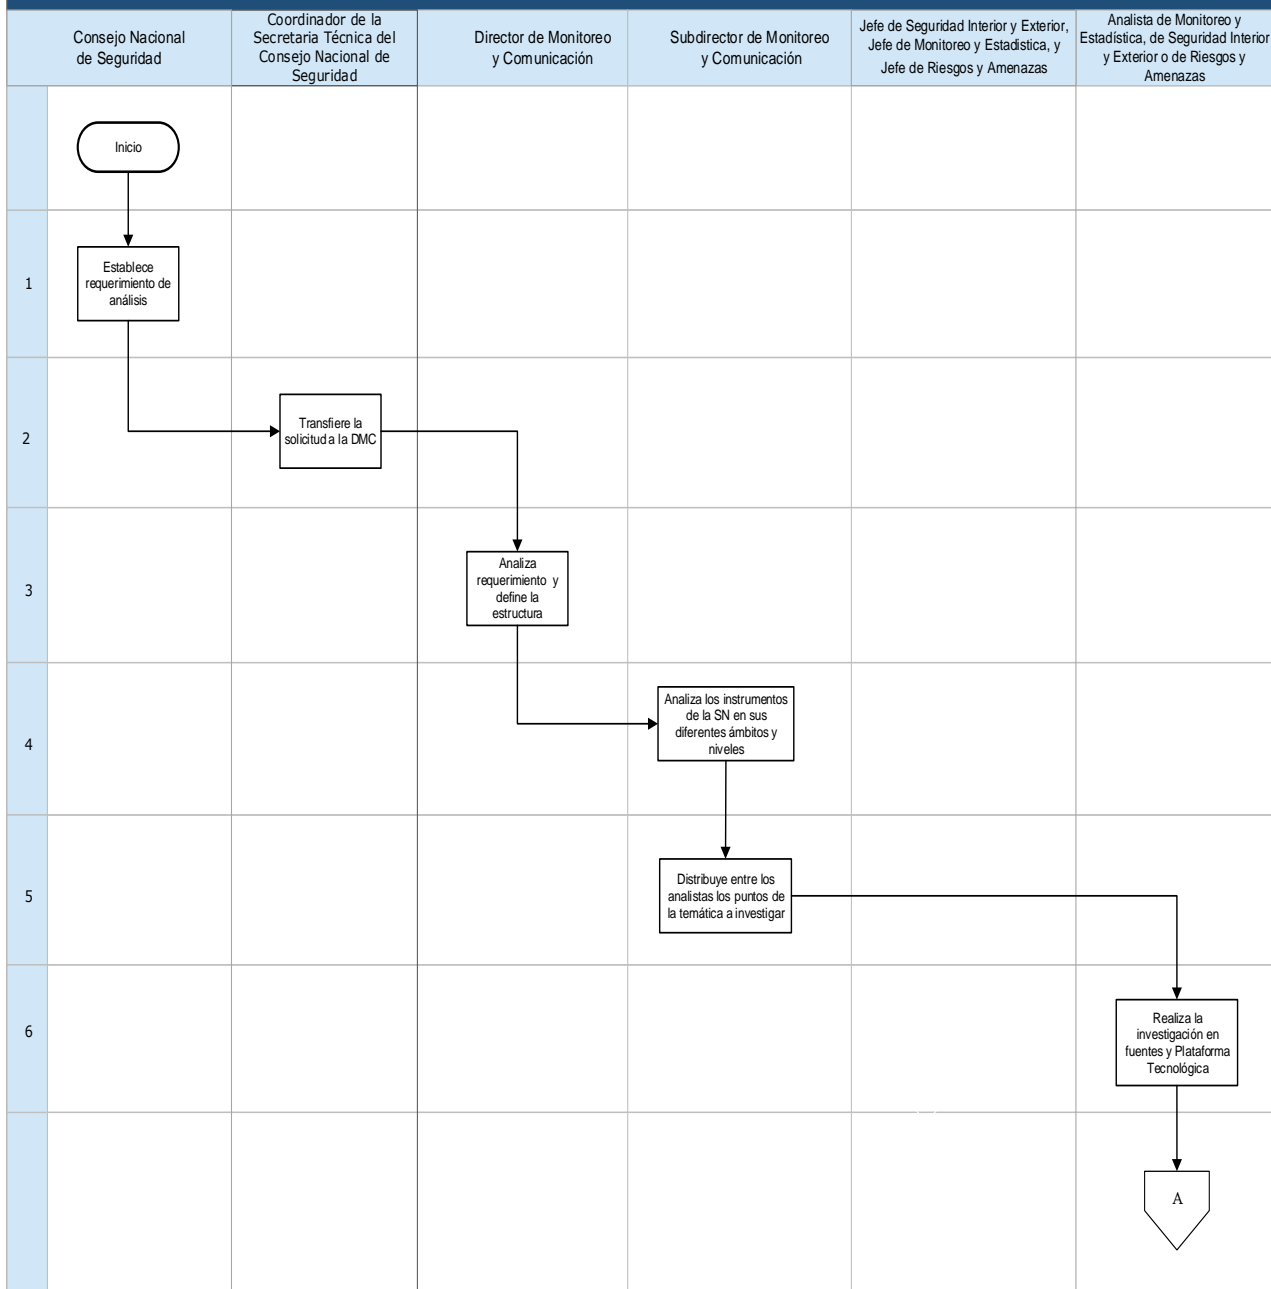 Consejo Nacional
de Seguridad
Coordinador de la
Secretaria Técnica del
Consejo Nacional de
Seguridad
Director de Monitoreo
y Comunicación
Subdirector de Monitoreo
y Comunicación
Jefe de Seguridad Interior y Exterior,
Jefe de Monitoreo y Estadistica, y
Jefe de Riesgos y Amenazas
Analista de Monitoreo y
Estadística, de Seguridad Interior
y Exterior o de Riesgos y
Amenazas
Inicio
1
Establece
requerimiento de
análisis
2
Transfiere la
solicitud a la DMC
3
Analiza
requerimiento y
define la
estructura
4
Analiza los instrumentos
de la SN en sus
diferentes ámbitos y
niveles
5
Distribuye entre los
analistas los puntos de
la temática a investigar
6
Realiza la
investigación en
fuentes y Plataforma
Tecnológica
A